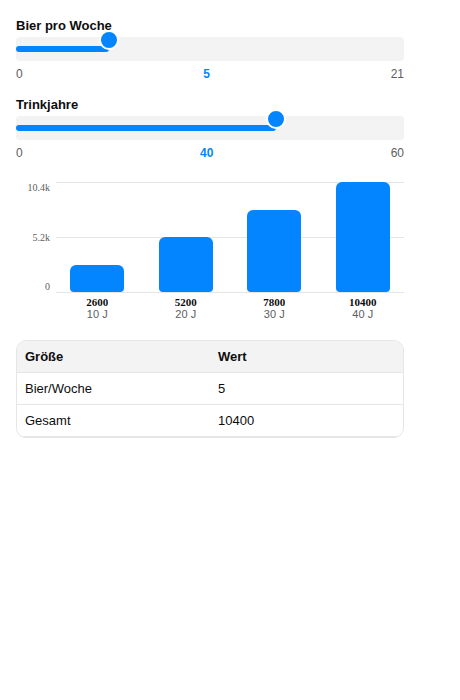 Bier pro Woche
0 5 21
Trinkjahre
0 40 60
10.4k
5.2k
0
2600 5200 7800 10400
10 J 20 J 30 J 40 J
Größe Wert
Bier/Woche 5
Gesamt 10400